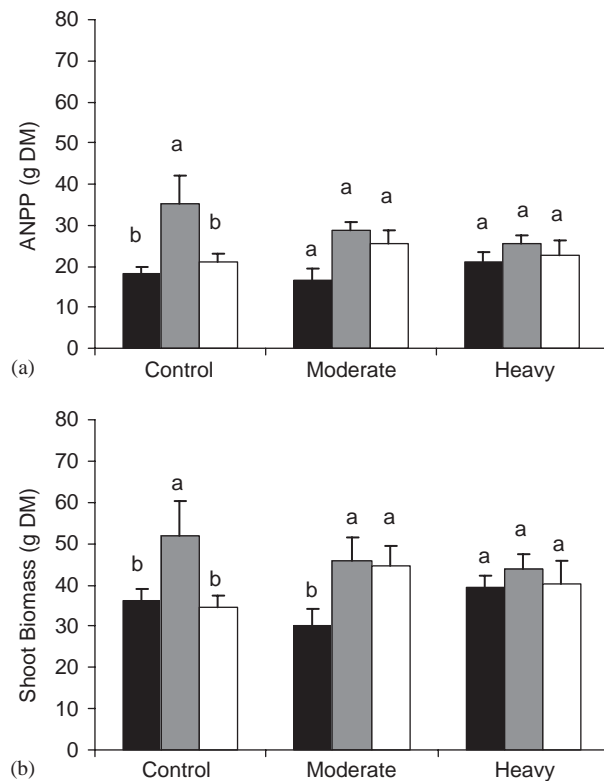 80
70
60
50
40
30
20
10
0
ANPP (g DM)
b a b
a a a
a a a
(a)
Control Moderate Heavy
80
70
60
50
40
30
20
10
0
Shoot Biomass (g DM)
b a b
b a a
a a a
(b)
Control Moderate Heavy